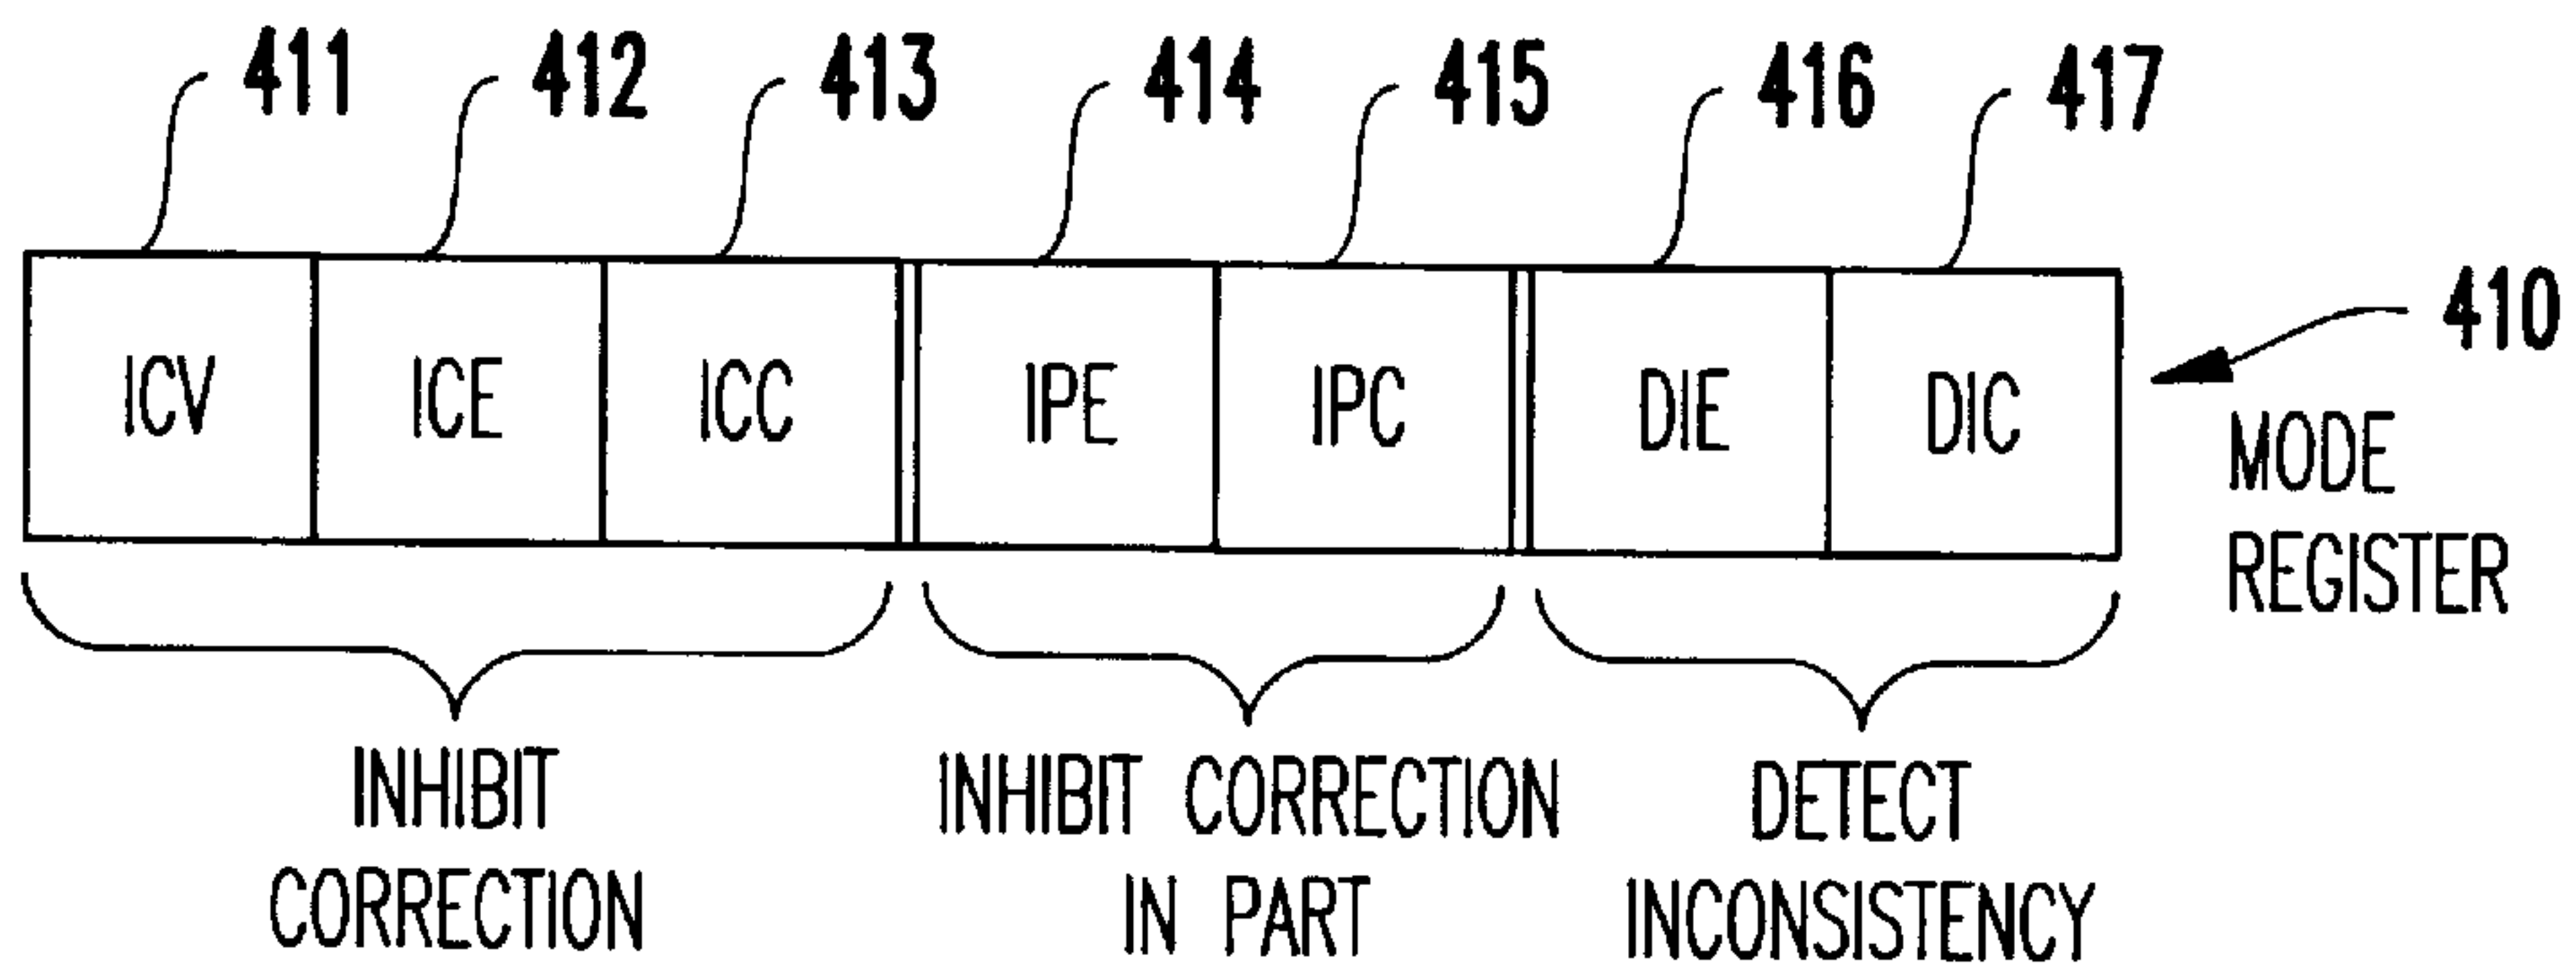 411 412 413 414 415 416 417
410
ICV ICE ICC IPE IPC DIE DIC
MODE
REGISTER
INHIBIT
CORRECTION
INHIBIT CORRECTION
IN PART
DETECT
INCONSISTENCY